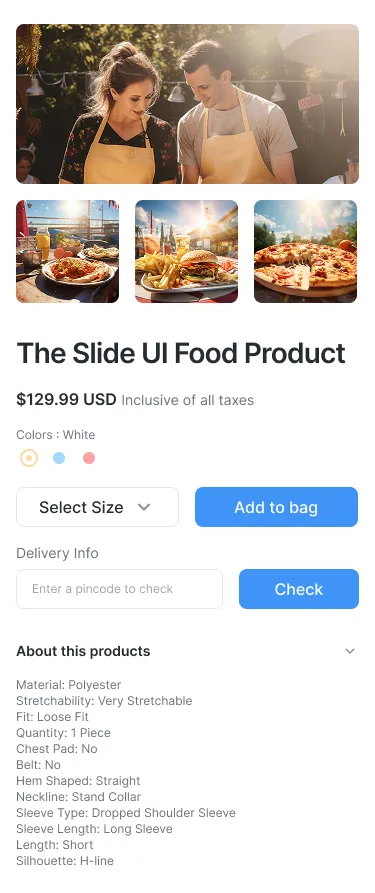 The Slide UI Food Product
$129.99 USD Inclusive of all taxes
Colors : White
Select Size
Add to bag
Delivery Info
Enter a pincode to check
Check
About this products
Material: Polyester
Stretchability: Very Stretchable
Fit: Loose Fit
Quantity: 1 Piece
Chest Pad: No
Belt: No
Hem Shaped: Straight
Neckline: Stand Collar
Sleeve Type: Dropped Shoulder Sleeve
Sleeve Length: Long Sleeve
Length: Short
Silhouette: H-line